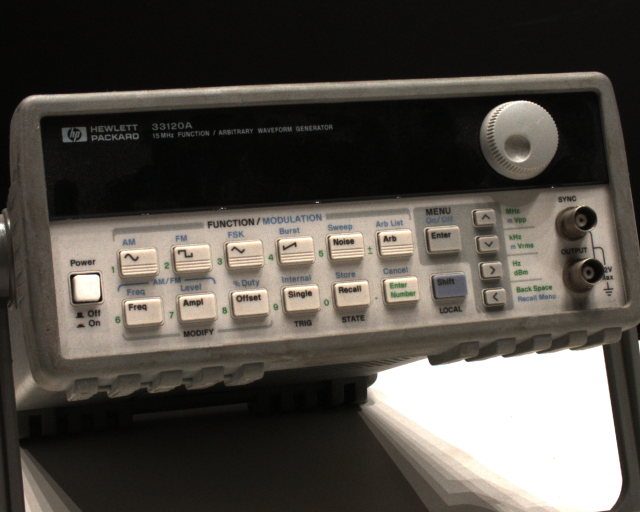 hp HEWLETT PACKARD 33120A
15 MHz FUNCTION / ARBITRARY WAVEFORM GENERATOR
FUNCTION / MODULATION
AM FM FSK Burst Sweep Arb List
1 2 3 4 5 Noise ± Arb
Power
AM/FM
Freq Level % Duty Internal Store Cancel
6 Freq 7 Ampl 8 Offset 9 Single 0 Recall . Enter Number
Off
On
MODIFY TRIG STATE
MENU
On/Off
Enter
Shift
LOCAL
MHz
m Vpp
kHz
m Vrms
Hz
dBm
Back Space
Recall Menu
SYNC
OUTPUT